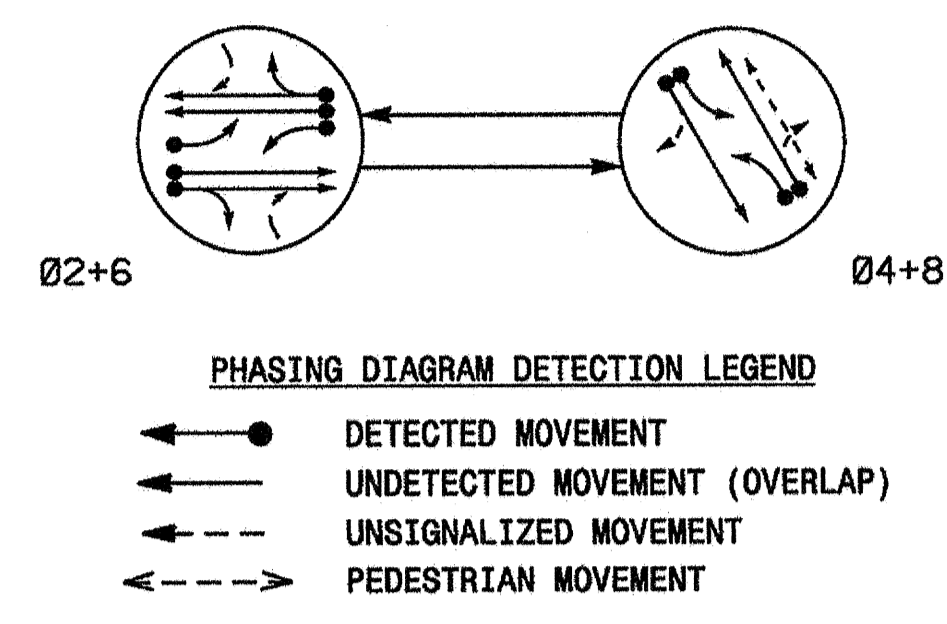 Ø2+6
Ø4+8
PHASING DIAGRAM DETECTION LEGEND
DETECTED MOVEMENT
UNDETECTED MOVEMENT (OVERLAP)
UNSIGNALIZED MOVEMENT
PEDESTRIAN MOVEMENT